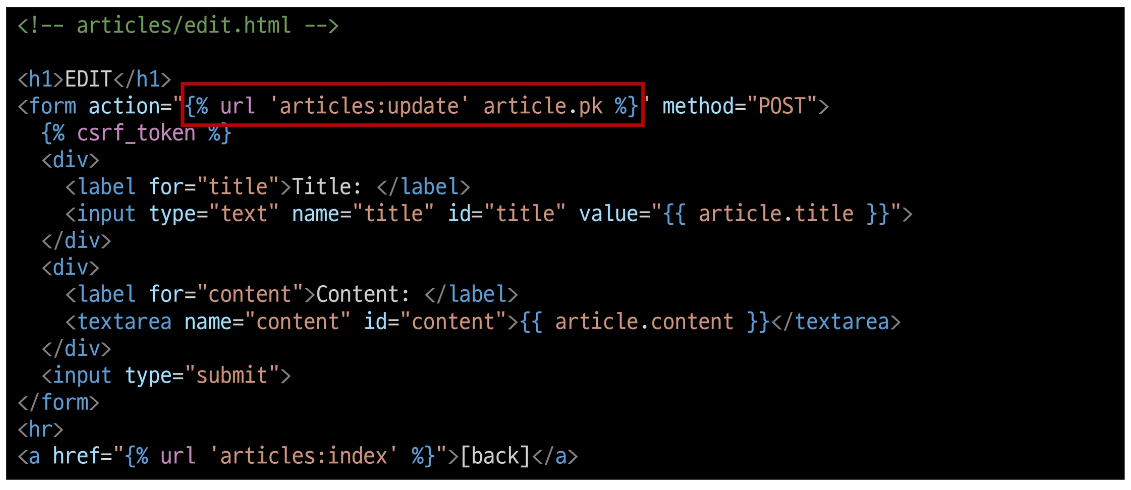 <!-- articles/edit.html -->
<h1>EDIT</h1>
<form action="{% url 'articles:update' article.pk %}" method="POST">
{% csrf_token %}
<div>
<label for="title">Title: </label>
<input type="text" name="title" id="title" value="{{ article.title }}">
</div>
<div>
<label for="content">Content: </label>
<textarea name="content" id="content">{{ article.content }}</textarea>
</div>
<input type="submit">
</form>
<hr>
<a href="{% url 'articles:index' %}">[back]</a>